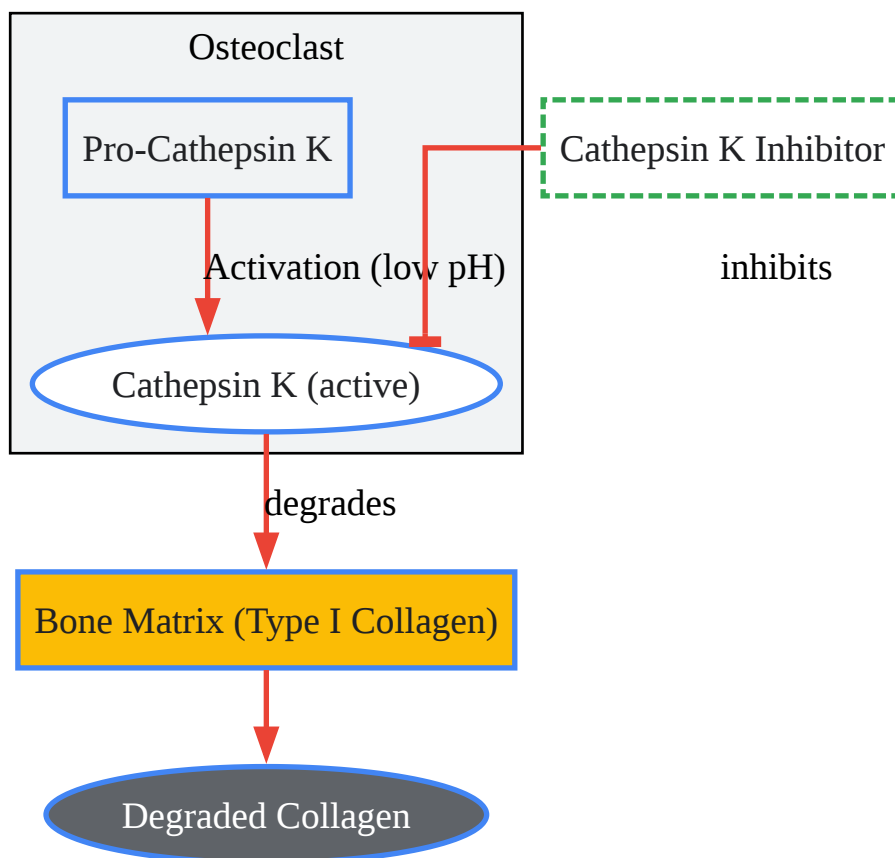 Osteoclast
Pro-Cathepsin K
Cathepsin K Inhibitor
Activation (low pH)
inhibits
Cathepsin K (active)
degrades
Bone Matrix (Type I Collagen)
Degraded Collagen